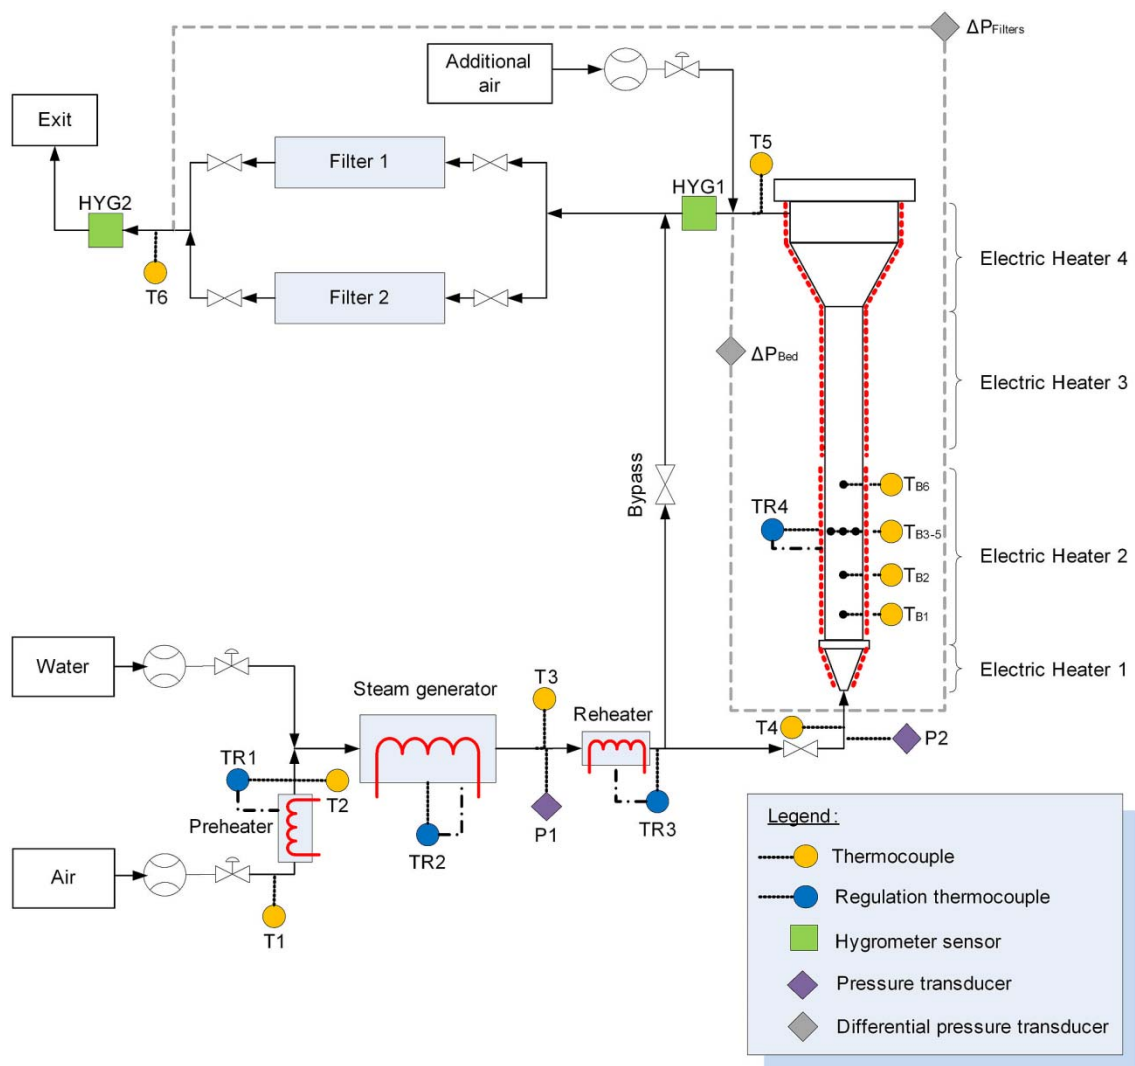 ΔPFilters
Additional
air
Exit
T5
Filter 1
HYG1
HYG2
Electric Heater 4
T6
Filter 2
ΔPBed
Electric Heater 3
Bypass
TB6
TR4
TB3-5
Electric Heater 2
TB2
TB1
Water
T3
Electric Heater 1
Steam generator
Reheater
T4
P2
TR1
T2
Preheater
P1
TR3
TR2
Air
T1
Legend :
Thermocouple
Regulation thermocouple
Hygrometer sensor
Pressure transducer
Differential pressure transducer